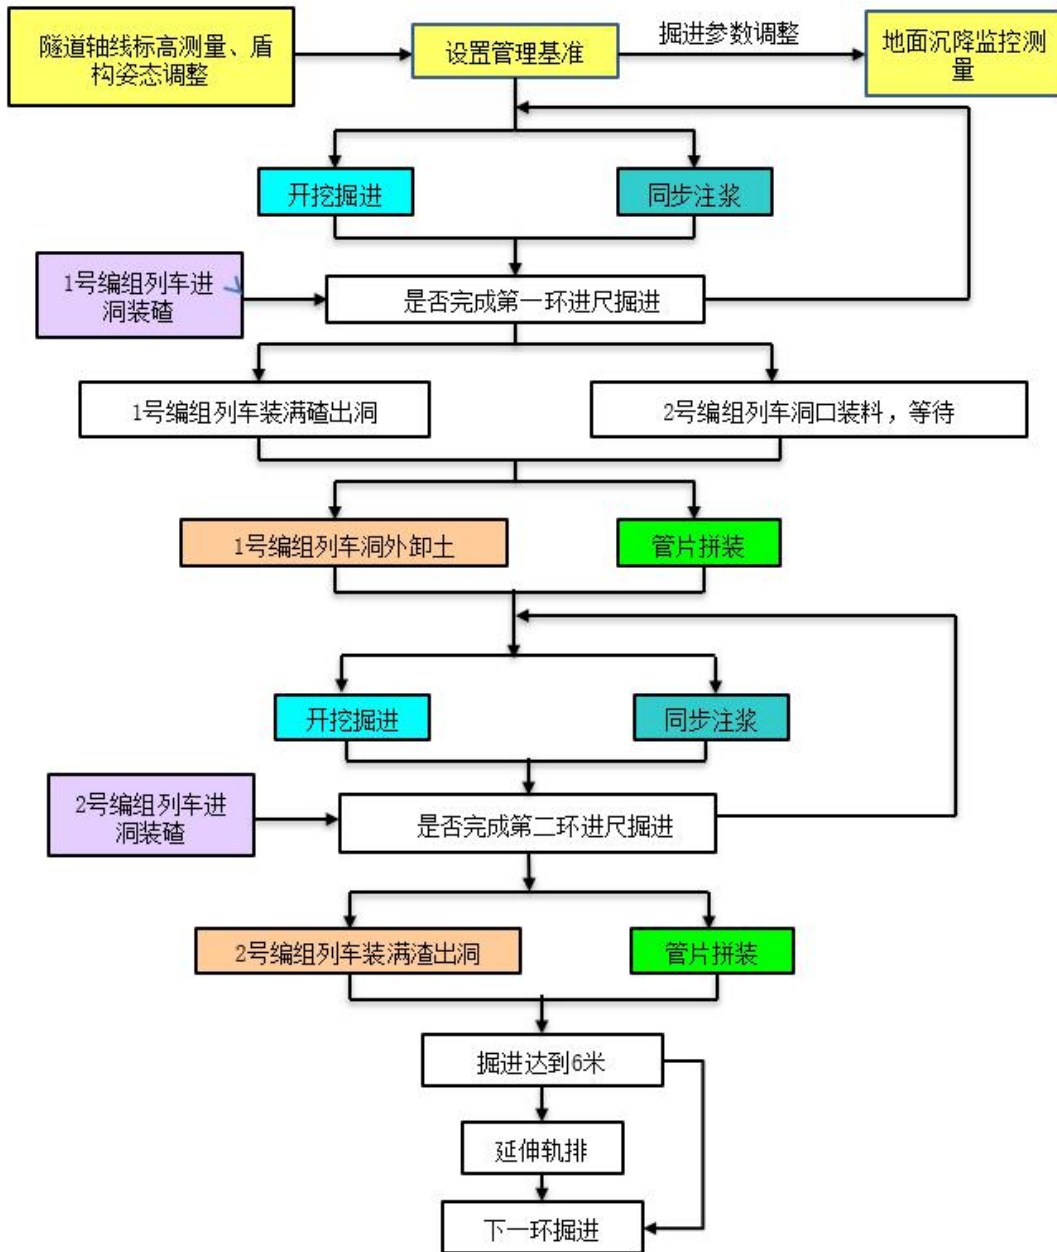 隧道轴线标高测量、盾
构姿态调整
设置管理基准
掘进参数调整
地面沉降监控测
量
开挖掘进
同步注浆
1号编组列车进
洞装碴
是否完成第一环进尺掘进
1号编组列车装满碴出洞
2号编组列车洞口装料，等待
1号编组列车洞外卸土
管片拼装
开挖掘进
同步注浆
2号编组列车进
洞装碴
是否完成第二环进尺掘进
2号编组列车装满渣出洞
管片拼装
掘进达到6米
延伸轨排
下一环掘进